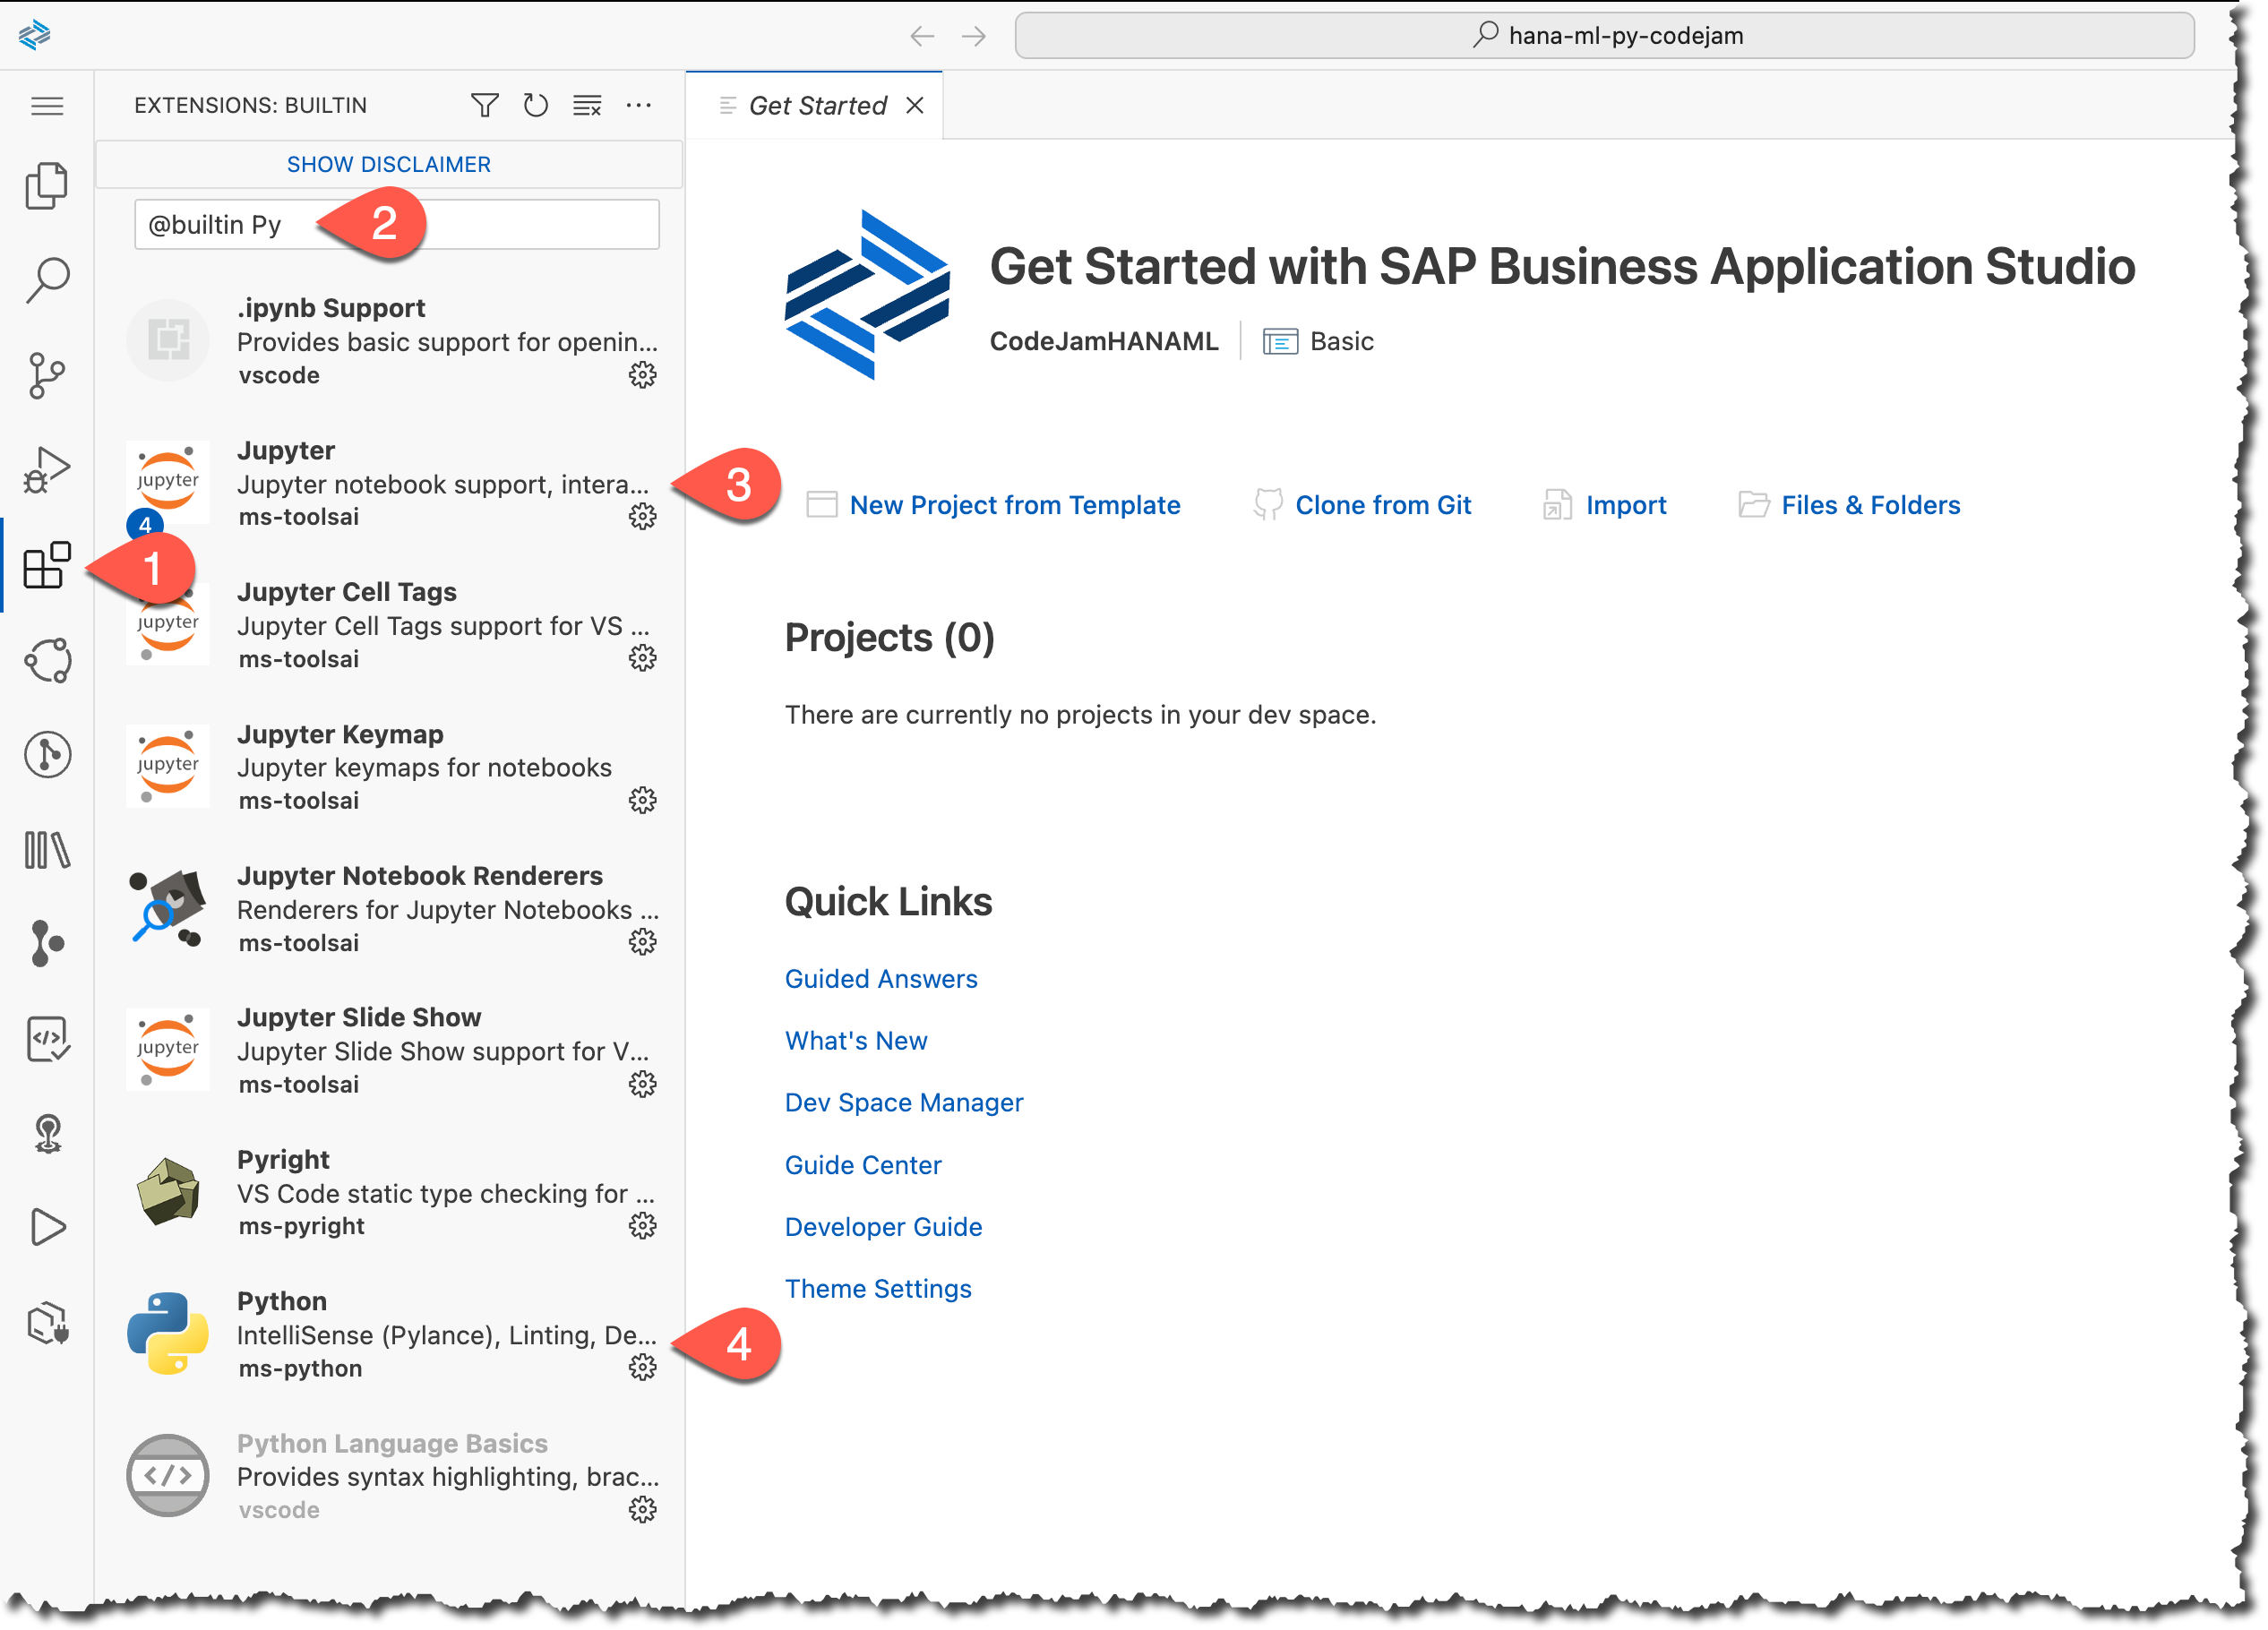 hana-ml-py-codejam
EXTENSIONS: BUILTIN
SHOW DISCLAIMER
@builtin Py
2
.ipynb Support
Provides basic support for openin...
vscode
jupyter
4
Jupyter
Jupyter notebook support, intera...
ms-toolsai
3
1
jupyter
Jupyter Cell Tags
Jupyter Cell Tags support for VS ...
ms-toolsai
jupyter
Jupyter Keymap
Jupyter keymaps for notebooks
ms-toolsai
Jupyter Notebook Renderers
Renderers for Jupyter Notebooks ...
ms-toolsai
jupyter
Jupyter Slide Show
Jupyter Slide Show support for V...
ms-toolsai
Pyright
VS Code static type checking for ...
ms-pyright
Python
IntelliSense (Pylance), Linting, De...
ms-python
4
</>
Python Language Basics
Provides syntax highlighting, brac...
vscode
Get Started
Get Started with SAP Business Application Studio
CodeJamHANAML
Basic
New Project from Template
Clone from Git
Import
Files & Folders
Projects (0)
There are currently no projects in your dev space.
Quick Links
Guided Answers
What's New
Dev Space Manager
Guide Center
Developer Guide
Theme Settings